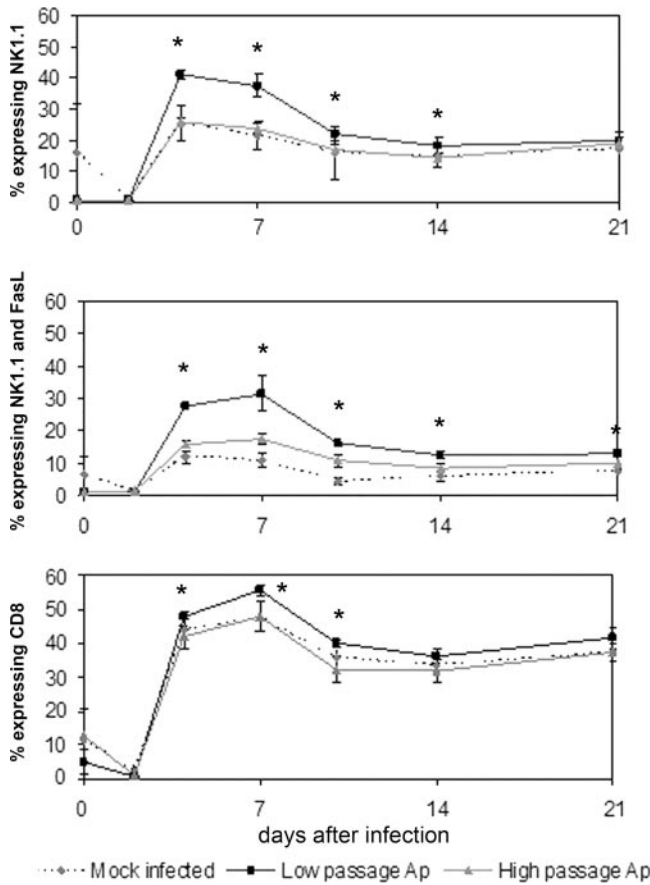 60
50
40
30
20
10
0
% expressing NK1.1
* * * *
0 7 14 21
60
50
40
30
20
10
0
% expressing NK1.1 and FasL
* * * * *
0 7 14 21
60
50
40
30
20
10
0
% expressing CD8
* * *
0 7 14 21
days after infection
Mock infected Low passage Ap High passage Ap